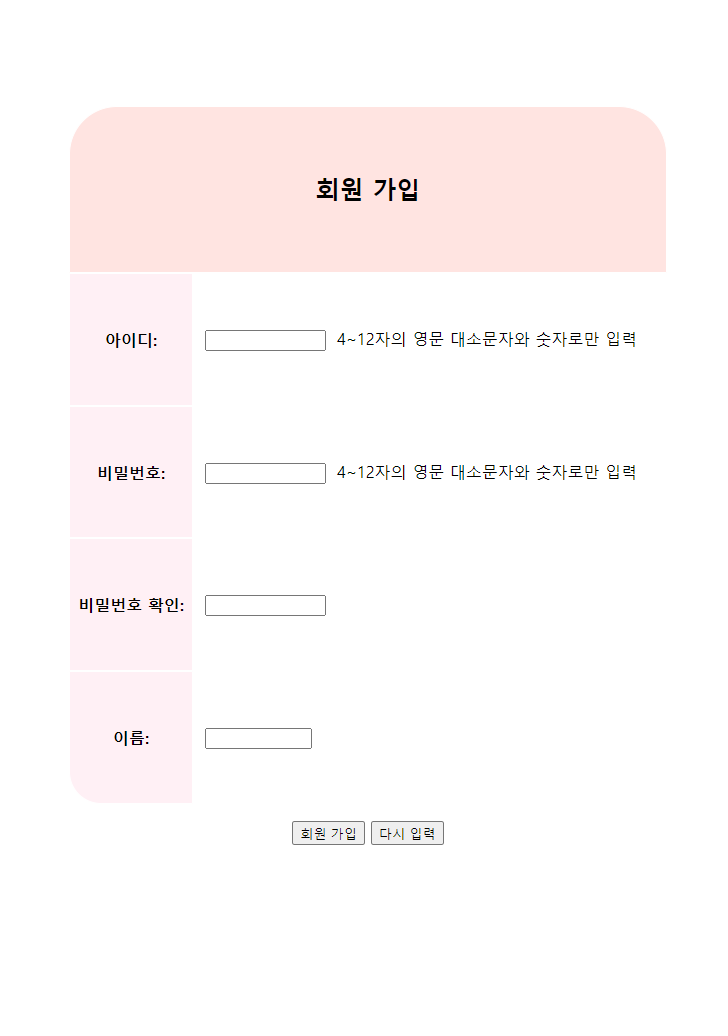 회원 가입
아이디: 4~12자의 영문 대소문자와 숫자로만 입력
비밀번호: 4~12자의 영문 대소문자와 숫자로만 입력
비밀번호 확인:
이름:
회원 가입 다시 입력